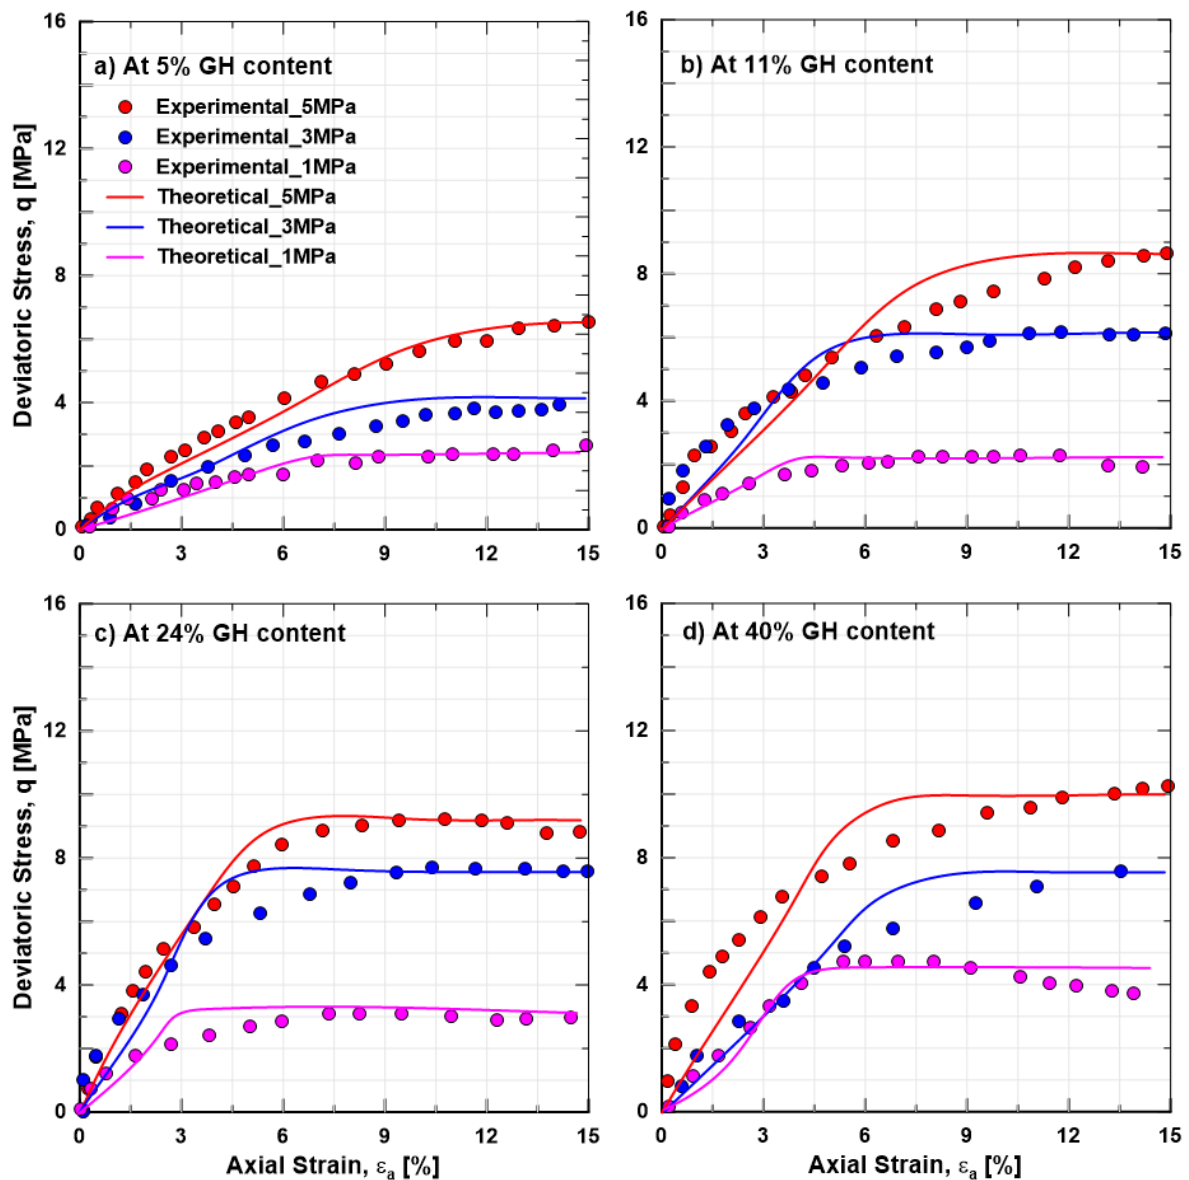 a) At 5% GH content
Experimental_5MPa
Experimental_3MPa
Experimental_1MPa
Theoretical_5MPa
Theoretical_3MPa
Theoretical_1MPa
Deviatoric Stress, q [MPa]
16
12
8
4
0
0 3 6 9 12 15
b) At 11% GH content
16
12
8
4
0
0 3 6 9 12 15
c) At 24% GH content
Deviatoric Stress, q [MPa]
16
12
8
4
0
0 3 6 9 12 15
Axial Strain, εa [%]
d) At 40% GH content
16
12
8
4
0
0 3 6 9 12 15
Axial Strain, εa [%]